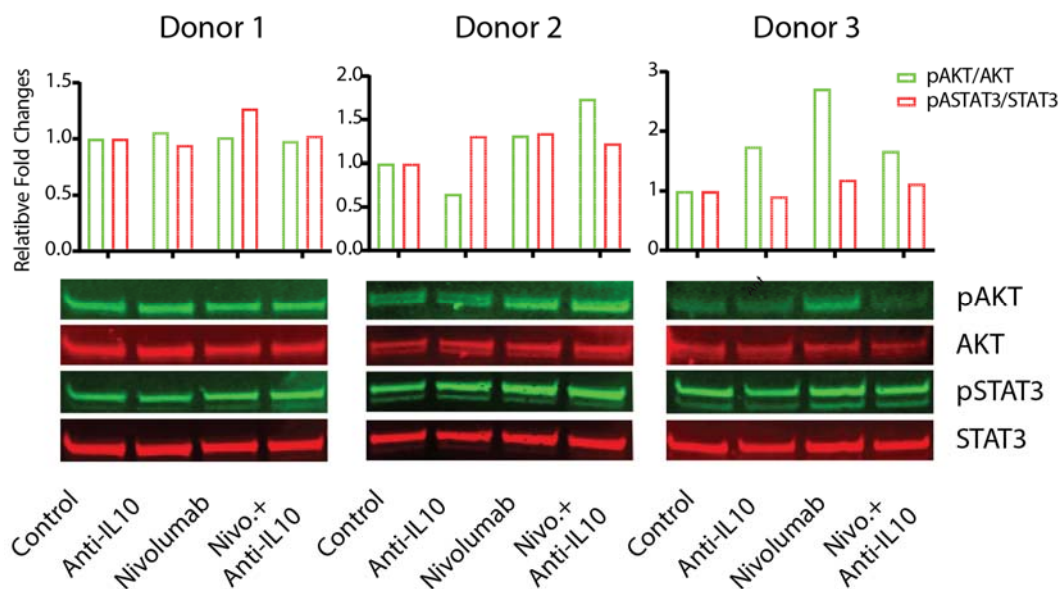 Donor 1
Donor 2
Donor 3
Relatibve Fold Changes
1.5
1.0
0.5
0.0
2.0
1.5
1.0
0.5
0.0
3
2
1
0
pAKT/AKT
pASTAT3/STAT3
pAKT
AKT
pSTAT3
STAT3
Control
Anti-IL10
Nivolumab
Nivo.+
Anti-IL10
Control
Anti-IL10
Nivolumab
Nivo.+
Anti-IL10
Control
Anti-IL10
Nivolumab
Nivo.+
Anti-IL10